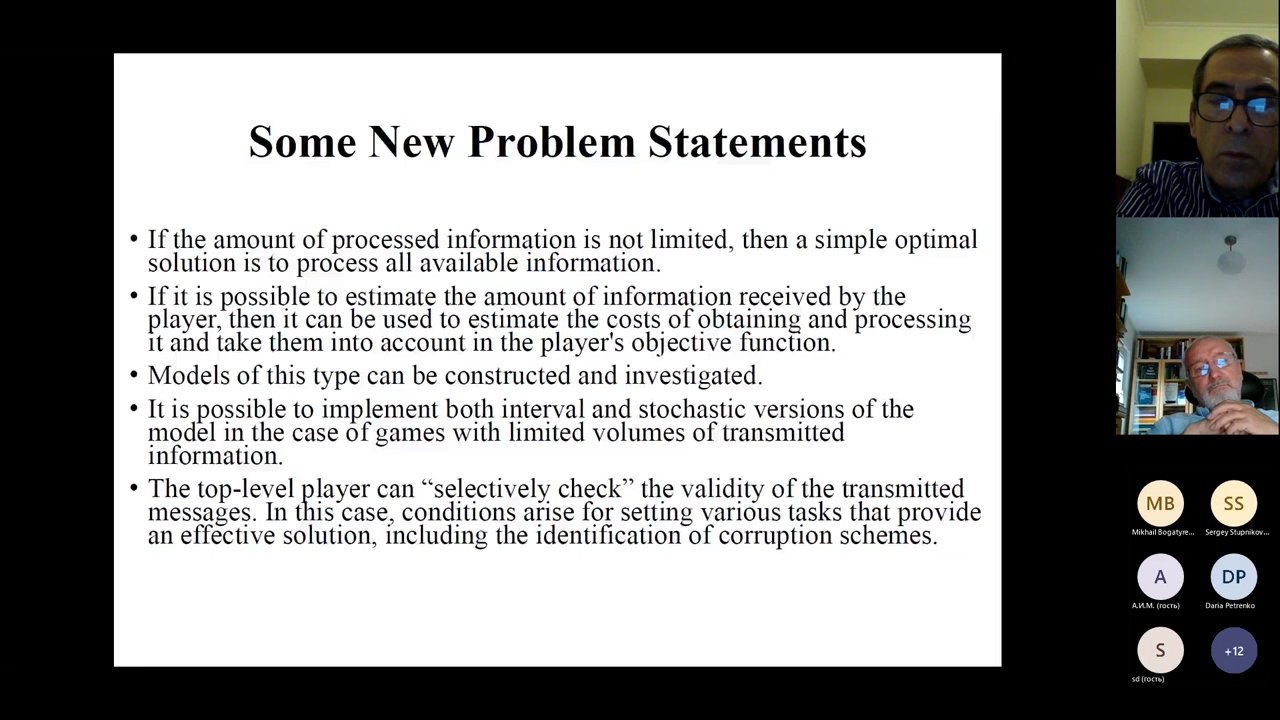 Some New Problem Statements
• If the amount of processed information is not limited, then a simple optimal
solution is to process all available information.
• If it is possible to estimate the amount of information received by the
player, then it can be used to estimate the costs of obtaining and processing
it and take them into account in the player's objective function.
• Models of this type can be constructed and investigated.
• It is possible to implement both interval and stochastic versions of the
model in the case of games with limited volumes of transmitted
information.
• The top-level player can “selectively check” the validity of the transmitted
messages. In this case, conditions arise for setting various tasks that provide
an effective solution, including the identification of corruption schemes.
MB
SS
Mikhail Bogatyre...
Sergey Stupnikov...
A
DP
А.И.М. (гость)
Daria Petrenko
S
+12
sd (гость)